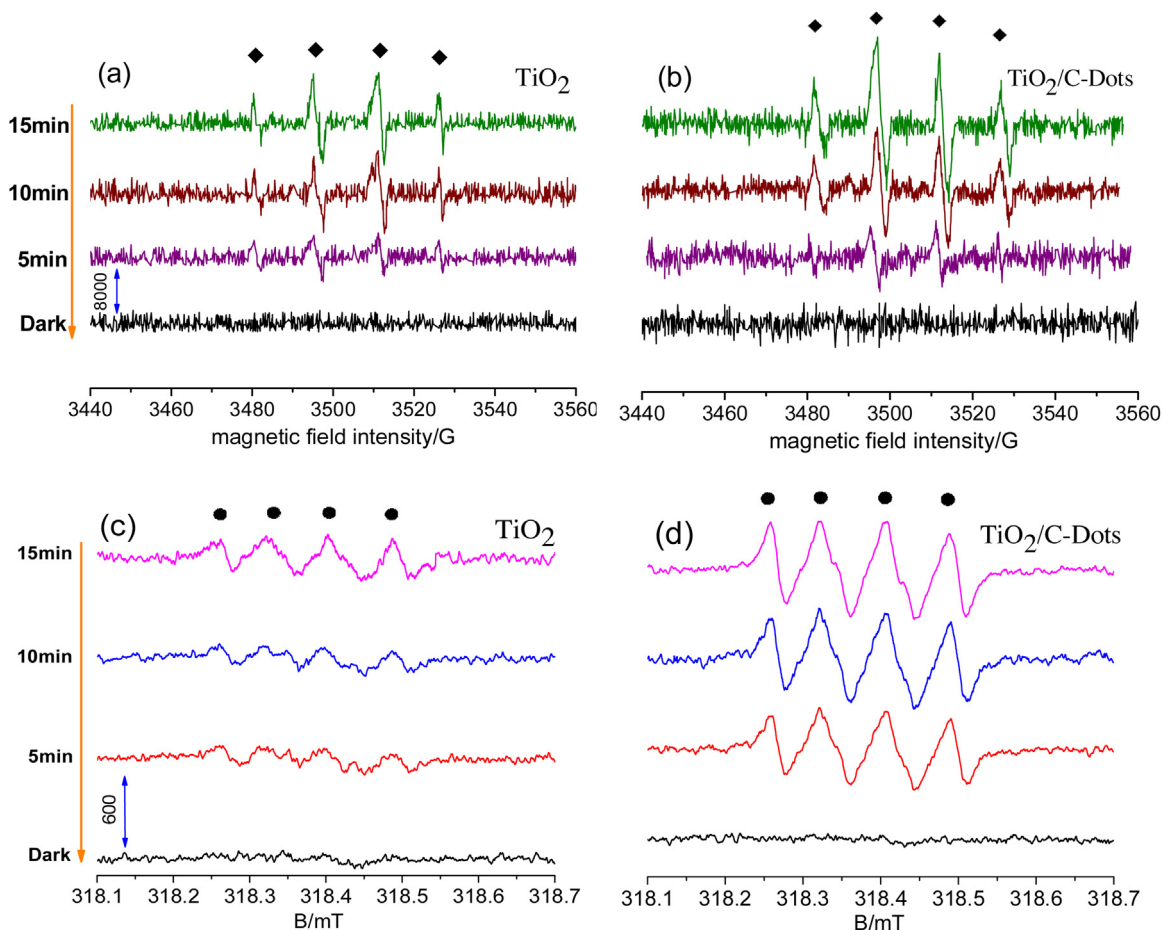 (a)
TiO₂
15min
10min
5min
8000
Dark
3440 3460 3480 3500 3520 3540 3560
magnetic field intensity/G
(b)
TiO₂/C-Dots
3440 3460 3480 3500 3520 3540 3560
magnetic field intensity/G
(c)
TiO₂
15min
10min
5min
600
Dark
318.1 318.2 318.3 318.4 318.5 318.6 318.7
B/mT
(d)
TiO₂/C-Dots
318.1 318.2 318.3 318.4 318.5 318.6 318.7
B/mT